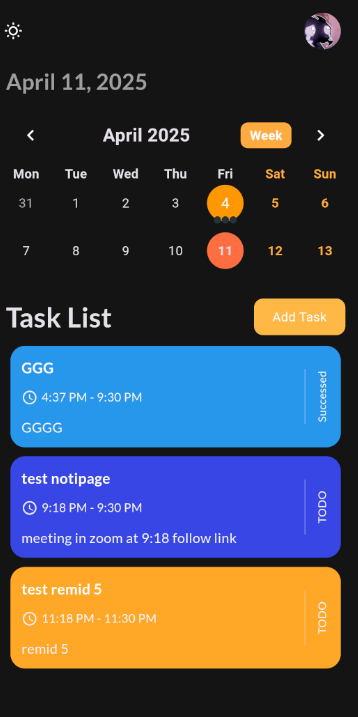 April 11, 2025
April 2025 Week
Mon Tue Wed Thu Fri Sat Sun
31 1 2 3 4 5 6
7 8 9 10 11 12 13
Task List Add Task
GGG
4:37 PM - 9:30 PM
GGGG
Successed
test notipage
9:18 PM - 9:30 PM
meeting in zoom at 9:18 follow link
TODO
test remid 5
11:18 PM - 11:30 PM
remid 5
TODO